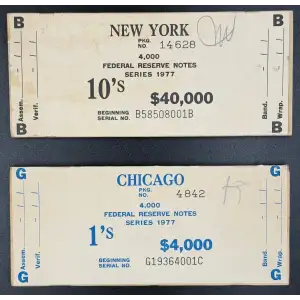 B B
NEW YORK
PKG. NO. 14628
4,000
FEDERAL RESERVE NOTES
SERIES 1977
10's $40,000
BEGINNING SERIAL NO. B58508001B
Assem. Verif. Band. Wrap.
B B
G G
CHICAGO
PKG. NO. 4842
4,000
FEDERAL RESERVE NOTES
SERIES 1977
1's $4,000
BEGINNING SERIAL NO. G19364001C
Assem. Verif. Band. Wrap.
G G